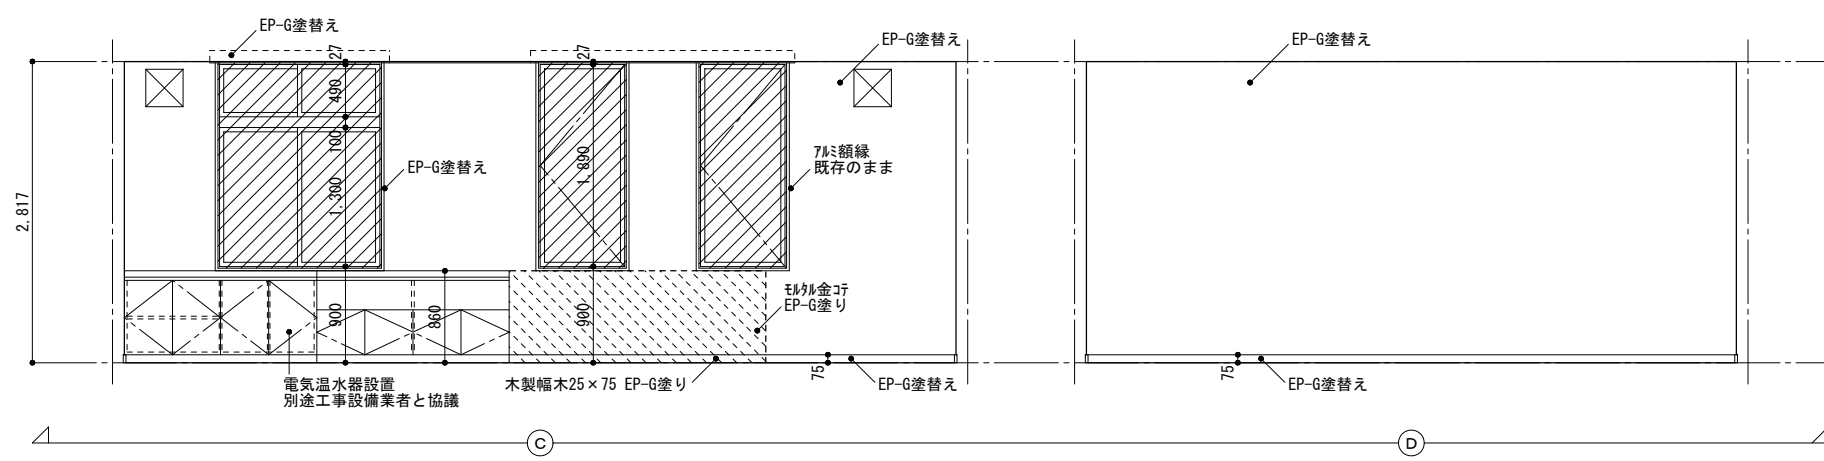 EP-G塗替え
EP-G塗替え
EP-G塗替え
27
27
490
100
1,300
1,890
EP-G塗替え
ｱﾙﾐ額縁
既存のまま
2,817
ﾓﾙﾀﾙ金ｺﾃ
EP-G塗り
900
860
900
75
75
電気温水器設置
別途工事設備業者と協議
木製幅木25×75 EP-G塗り
EP-G塗替え
EP-G塗替え
C
D